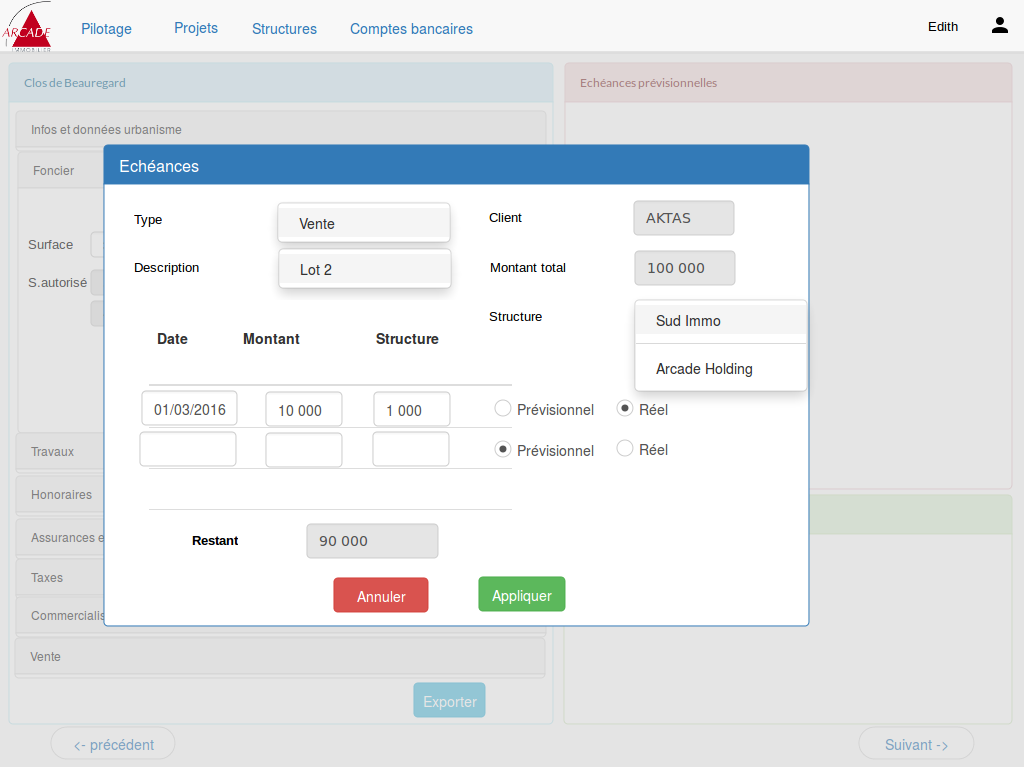 ARCADE
IMMOBILIER
Pilotage
Projets
Structures
Comptes bancaires
Edith
Clos de Beauregard
Echéances prévisionnelles
Infos et données urbanisme
Foncier
Echéances
Type
Vente
Client
AKTAS
Surface
Description
Lot 2
Montant total
100 000
S.autorisé
Structure
Sud Immo
Arcade Holding
Date
Montant
Structure
01/03/2016
10 000
1 000
Prévisionnel
Réel
Prévisionnel
Réel
Travaux
Honoraires
Assurances e
Restant
90 000
Taxes
Annuler
Appliquer
Commercialis
Vente
Exporter
<- précédent
Suivant ->